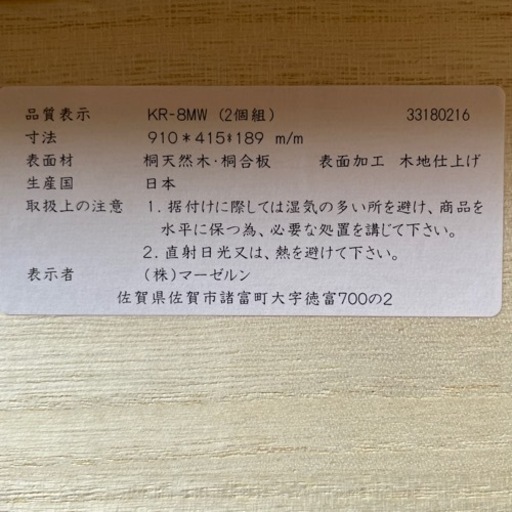 品質表示 KR-8MW (2個組) 33180216
寸法 910*415*189 m/m
表面材 桐天然木・桐合板 表面加工 木地仕上げ
生産国 日本
取扱上の注意 1. 据付けに際しては湿気の多い所を避け、商品を
水平に保つ為、必要な処置を講じて下さい。
2. 直射日光又は、熱を避けて下さい。
表示者 (株)マーゼルン
佐賀県佐賀市諸富町大字徳富700の2